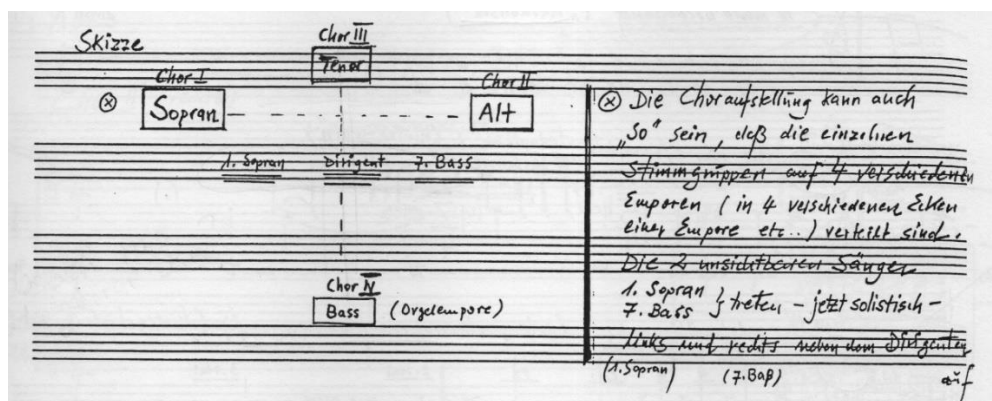 Skizze
Chor III
Tenor
Chor I
Chor II
⊗ Sopran
Alt
1. Sopran Dirigent 7. Bass
Chor IV
Bass (Orgelempore)
⊗ Die Choraufstellung kann auch
„So" sein, daß die einzelnen
Stimmgruppen auf 4 verschiedenen
Emporen (in 4 verschiedenen Ecken
einer Empore etc..) verteilt sind.
Die 2 unsichtbaren Sänger
1. Sopran
7. Bass } treten – jetzt solistisch –
links und rechts neben dem Dirigenten
(1. Sopran) (7. Baß) auf